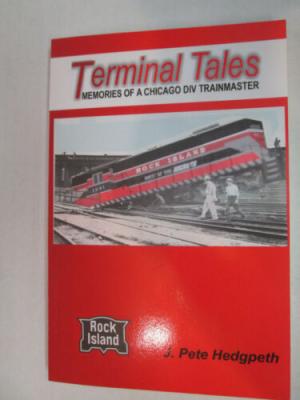 Terminal Tales
MEMORIES OF A CHICAGO DIV TRAINMASTER
ROCK ISLAND
Rock
Island
J. Pete Hedgpeth